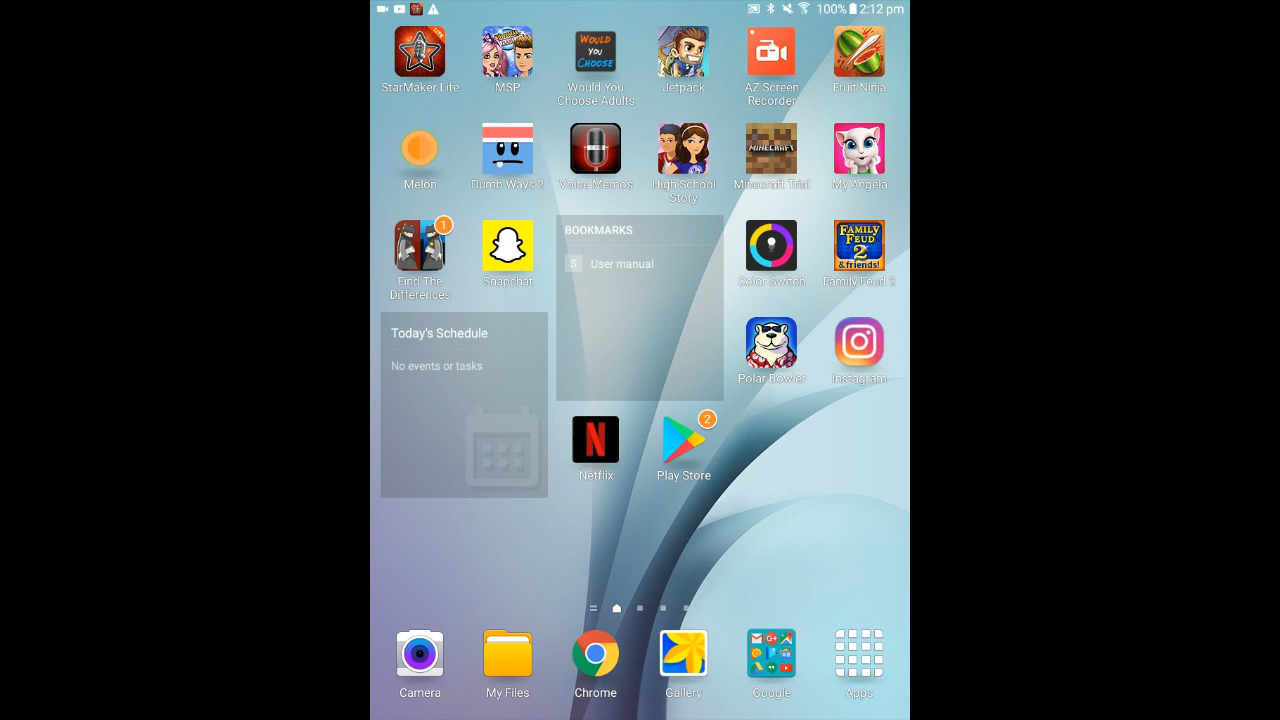 100% 2:12 pm
LITE
WOULD
YOU
CHOOSE
StarMaker Lite
MSP
Would You
Choose Adults
Jetpack
AZ Screen
Recorder
Fruit Ninja
MINECRAFT
Melon
Dumb Ways 2
Voice Memos
High School
Story
Minecraft Trial
My Angela
1
BOOKMARKS
S User manual
FAMILY
FEUD
2
& friends!
Find The
Differences
Snapchat
Color Switch
Family Feud 2
Today's Schedule
No events or tasks
Polar Bowler
Instagram
2
N
Netflix
Play Store
G+
Camera
My Files
Chrome
Gallery
Google
Apps